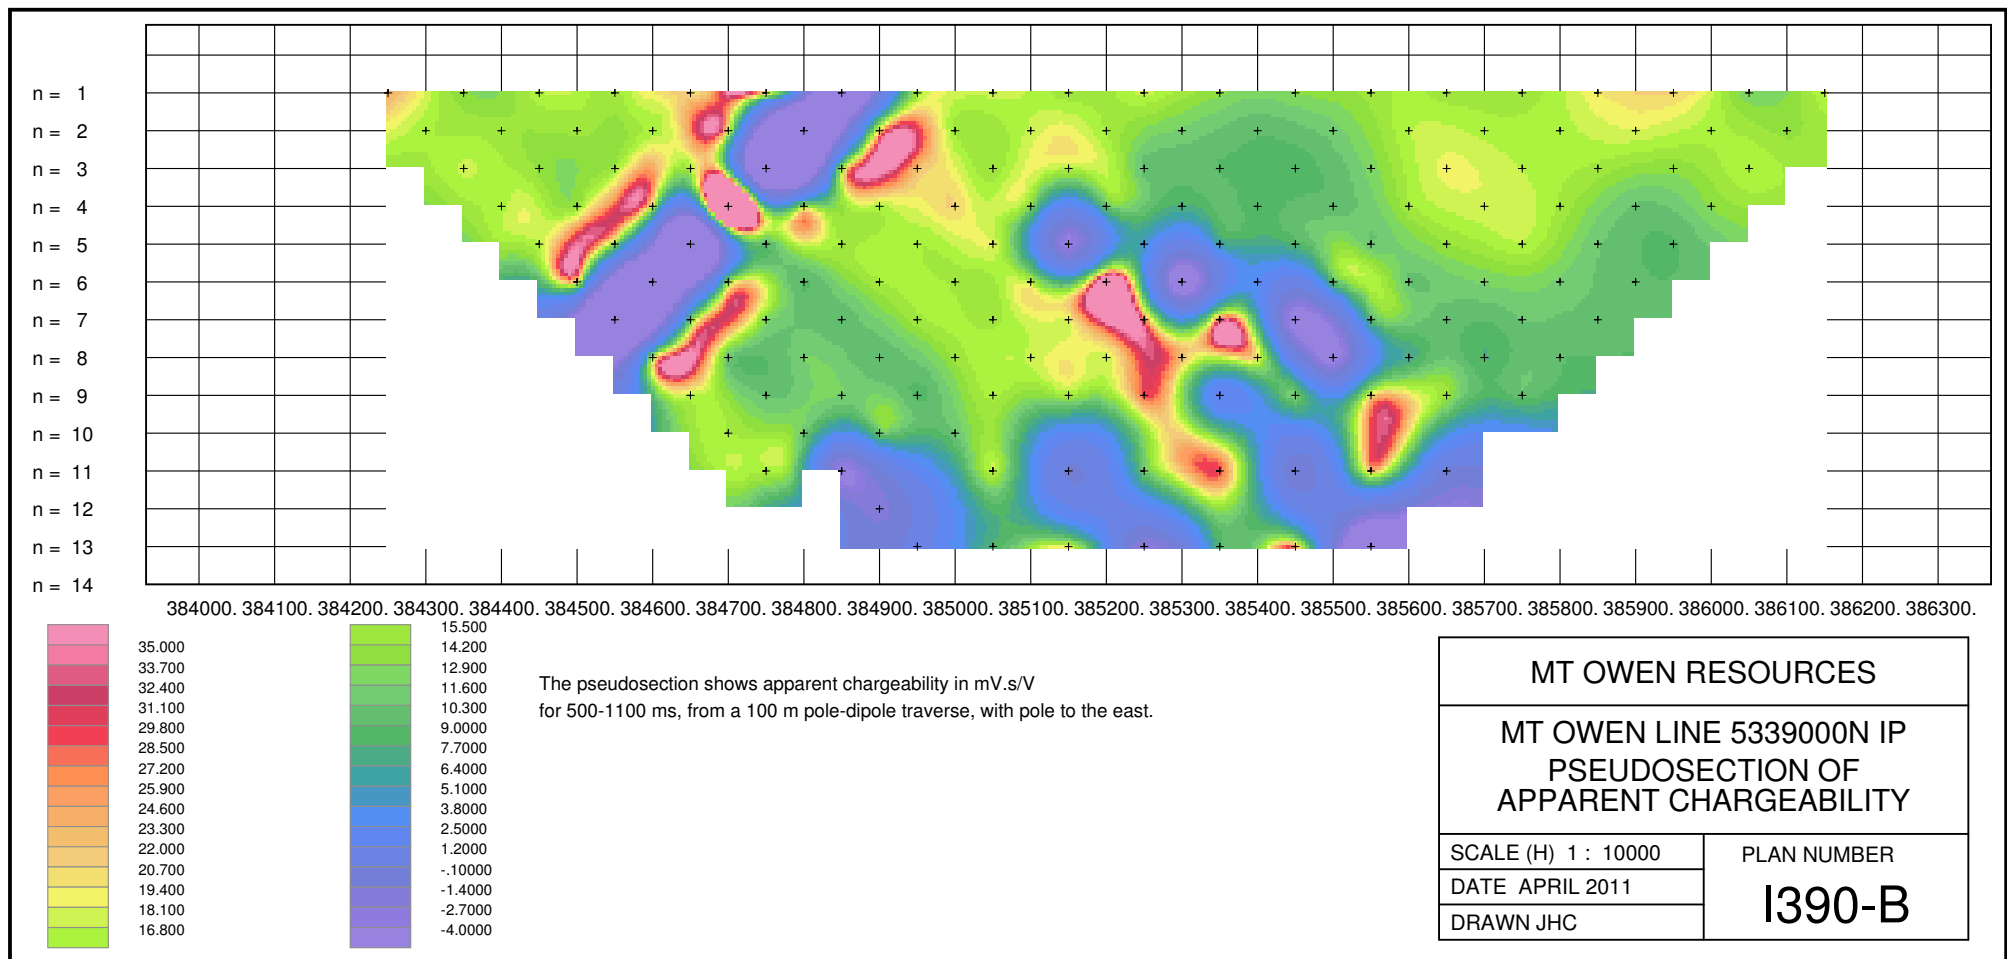 n = 1
n = 2
n = 3
n = 4
n = 5
n = 6
n = 7
n = 8
n = 9
n = 10
n = 11
n = 12
n = 13
n = 14
384000. 384100. 384200. 384300. 384400. 384500. 384600. 384700. 384800. 384900. 385000. 385100. 385200. 385300. 385400. 385500. 385600. 385700. 385800. 385900. 386000. 386100. 386200. 386300.
35.000
33.700
32.400
31.100
29.800
28.500
27.200
25.900
24.600
23.300
22.000
20.700
19.400
18.100
16.800
15.500
14.200
12.900
11.600
10.300
9.0000
7.7000
6.4000
5.1000
3.8000
2.5000
1.2000
-.10000
-1.4000
-2.7000
-4.0000
The pseudosection shows apparent chargeability in mV.s/V
for 500-1100 ms, from a 100 m pole-dipole traverse, with pole to the east.
MT OWEN RESOURCES
MT OWEN LINE 5339000N IP
PSEUDOSECTION OF
APPARENT CHARGEABILITY
SCALE (H) 1 : 10000
DATE APRIL 2011
DRAWN JHC
PLAN NUMBER
I390-B